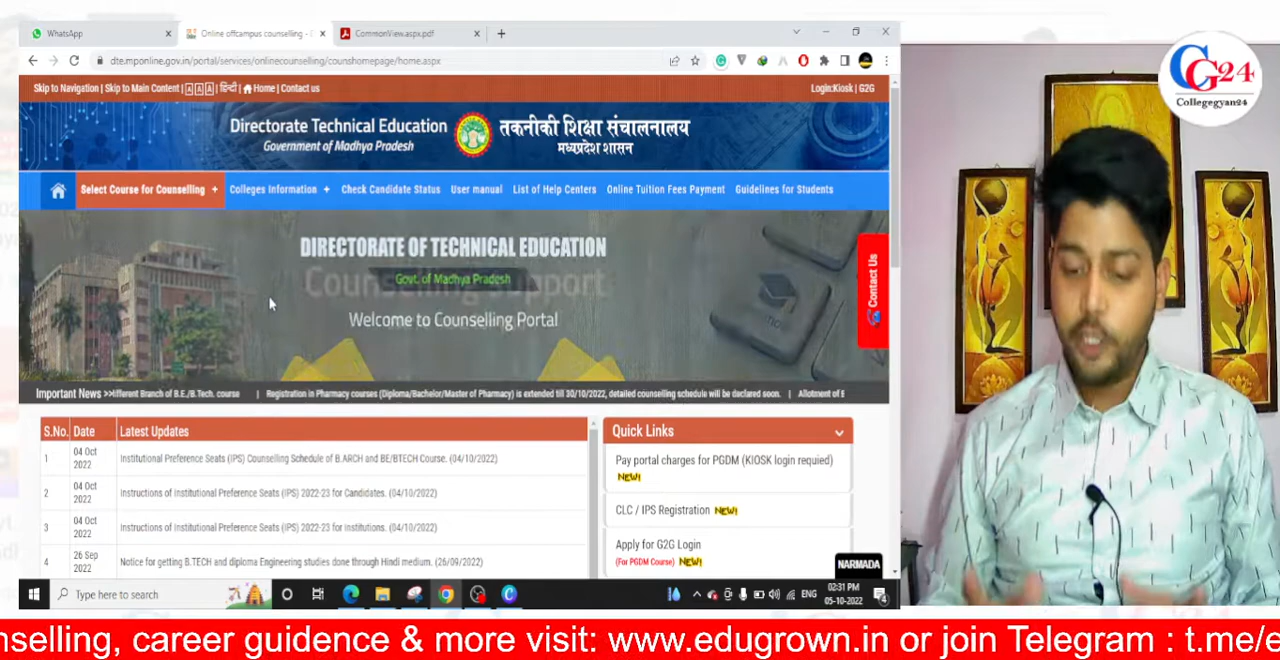 WhatsApp
Online offcampus counselling - D
CommonView.aspx.pdf
dte.mponline.gov.in/portal/services/onlinecounselling/counshomepage/home.aspx
Skip to Navigation | Skip to Main Content | A A A | हिन्दी | Home | Contact us
Login:Kiosk | G2G
Directorate Technical Education
Government of Madhya Pradesh
तकनीकी शिक्षा संचालनालय
मध्यप्रदेश शासन
Select Course for Counselling +
Colleges Information +
Check Candidate Status
User manual
List of Help Centers
Online Tuition Fees Payment
Guidelines for Students
DIRECTORATE OF TECHNICAL EDUCATION
Counselling Support
Govt. of Madhya Pradesh
Welcome to Counselling Portal
Contact Us
Important News >> different Branch of B.E./B.Tech. course | Registration in Pharmacy courses (Diploma/Bachelor/Master of Pharmacy) is extended till 30/10/2022, detailed counselling schedule will be declared soon. | Allotment of
S.No. Date Latest Updates
1 04 Oct 2022 Institutional Preference Seats (IPS) Counselling Schedule of B.ARCH and BE/BTECH Course. (04/10/2022)
2 04 Oct 2022 Instructions of Institutional Preference Seats (IPS) 2022-23 for Candidates. (04/10/2022)
3 04 Oct 2022 Instructions of Institutional Preference Seats (IPS) 2022-23 for Institutions. (04/10/2022)
4 26 Sep 2022 Notice for getting B.TECH and diploma Engineering studies done through Hindi medium. (26/09/2022)
Quick Links
Pay portal charges for PGDM (KIOSK login requied)
NEW!
CLC / IPS Registration NEW!
Apply for G2G Login
(For PGDM Course) NEW!
NARMADA
Type here to search
ENG
02:31 PM
05-10-2022
4
CG24
Collegegyan24
nselling, career guidence & more visit: www.edugrown.in or join Telegram : t.me/e